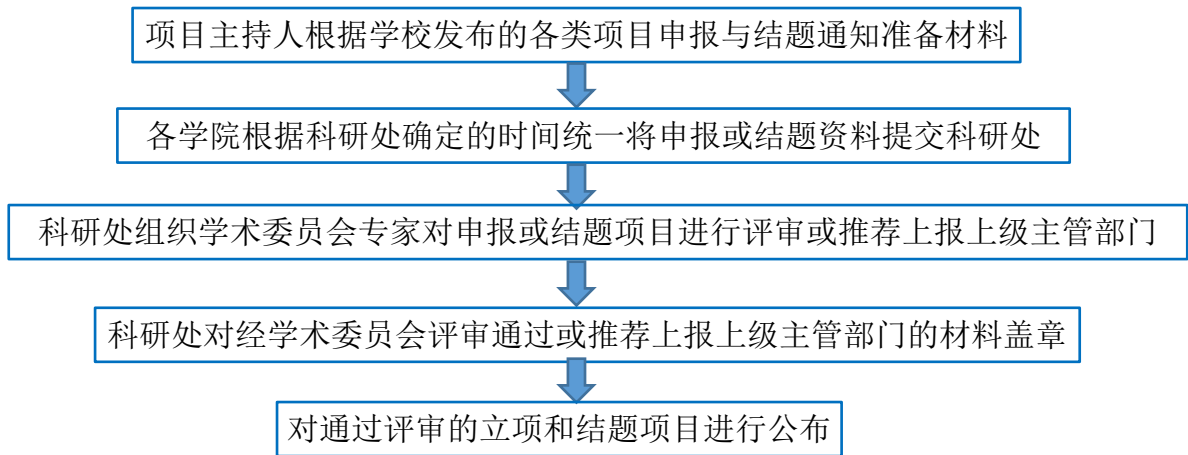 项目主持人根据学校发布的各类项目申报与结题通知准备材料
各学院根据科研处确定的时间统一将申报或结题资料提交科研处
科研处组织学术委员会专家对申报或结题项目进行评审或推荐上报上级主管部门
科研处对经学术委员会评审通过或推荐上报上级主管部门的材料盖章
对通过评审的立项和结题项目进行公布